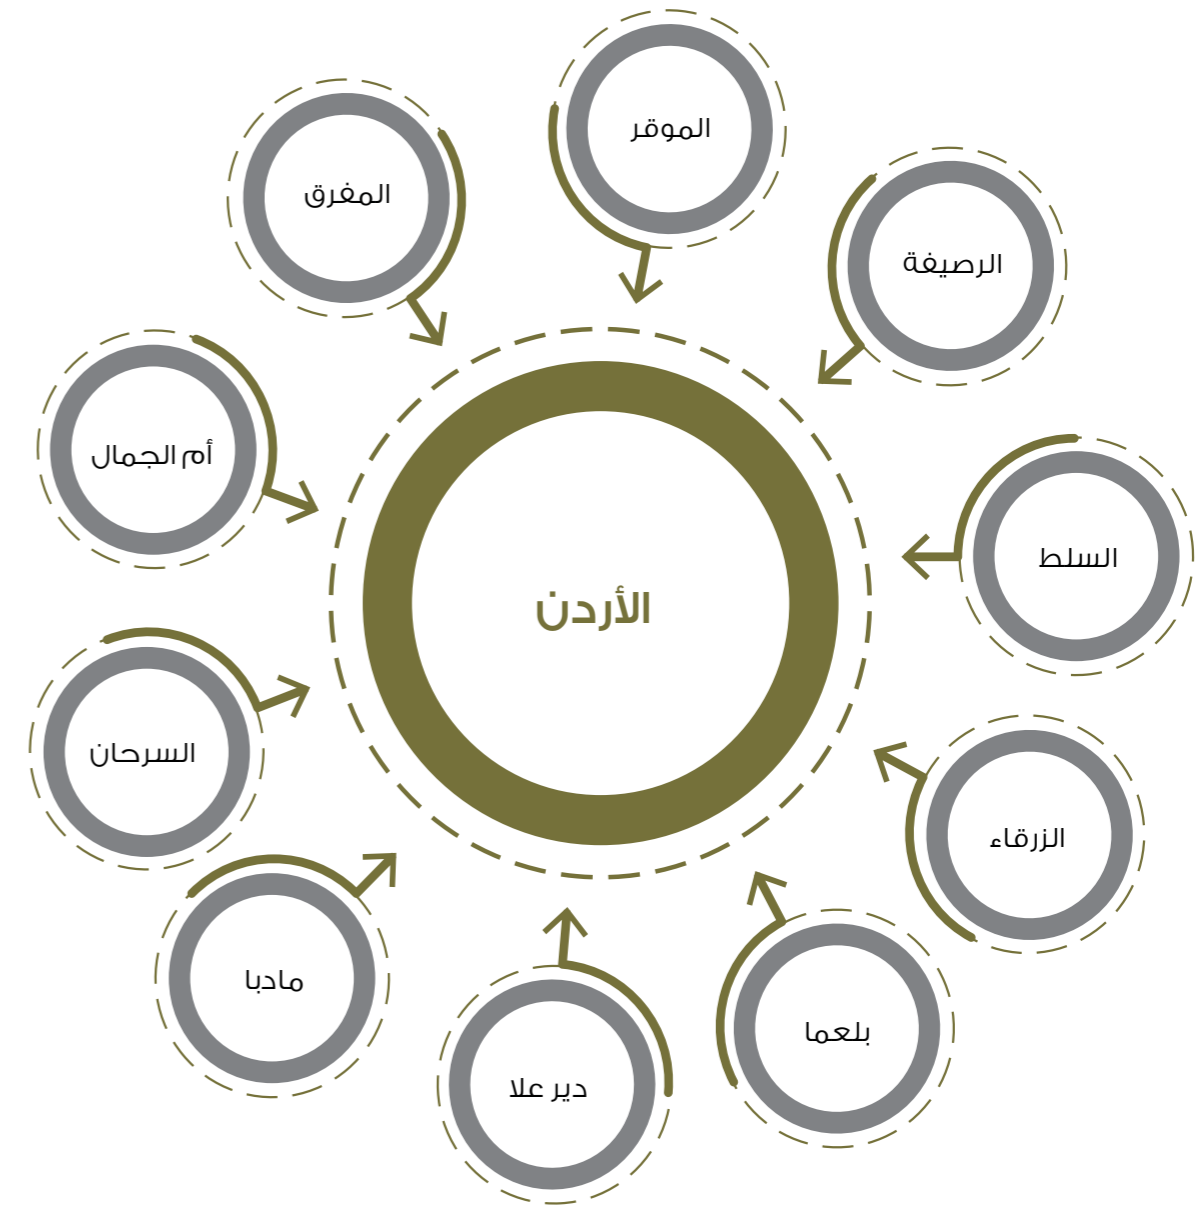 الموقر
المفرق
الرصيفة
أم الجمال
السلط
الأردن
السرحان
الزرقاء
مادبا
بلعما
دير علا